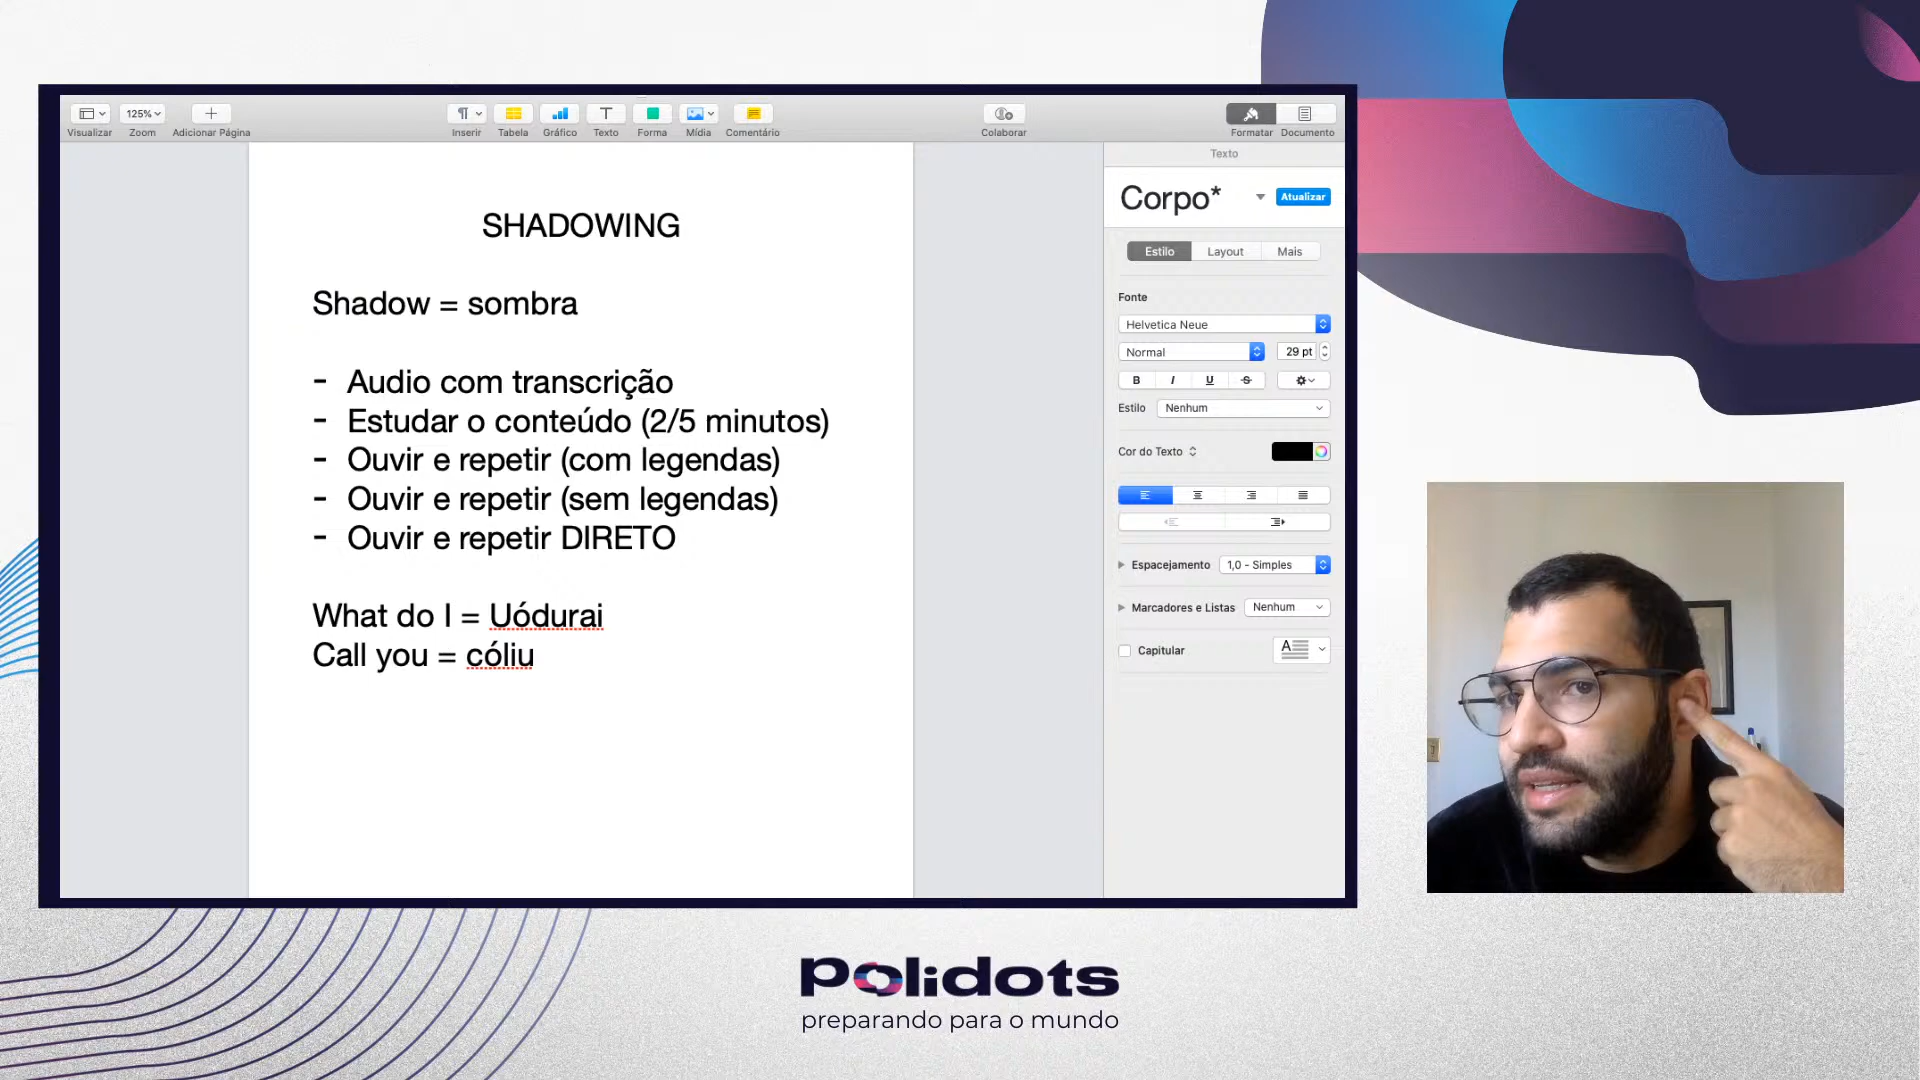 125%
Visualizar
Zoom
Adicionar Página
Inserir
Tabela
Gráfico
Texto
Forma
Mídia
Comentário
Colaborar
Formatar
Documento
SHADOWING
Shadow = sombra
- Audio com transcrição
- Estudar o conteúdo (2/5 minutos)
- Ouvir e repetir (com legendas)
- Ouvir e repetir (sem legendas)
- Ouvir e repetir DIRETO
What do I = Uódurai
Call you = cóliu
Texto
Corpo*
Atualizar
Estilo Layout Mais
Fonte
Helvetica Neue
Normal 29 pt
B I U S
Estilo Nenhum
Cor do Texto
Espacejamento 1,0 - Simples
Marcadores e Listas Nenhum
Capitular
polidots
preparando para o mundo